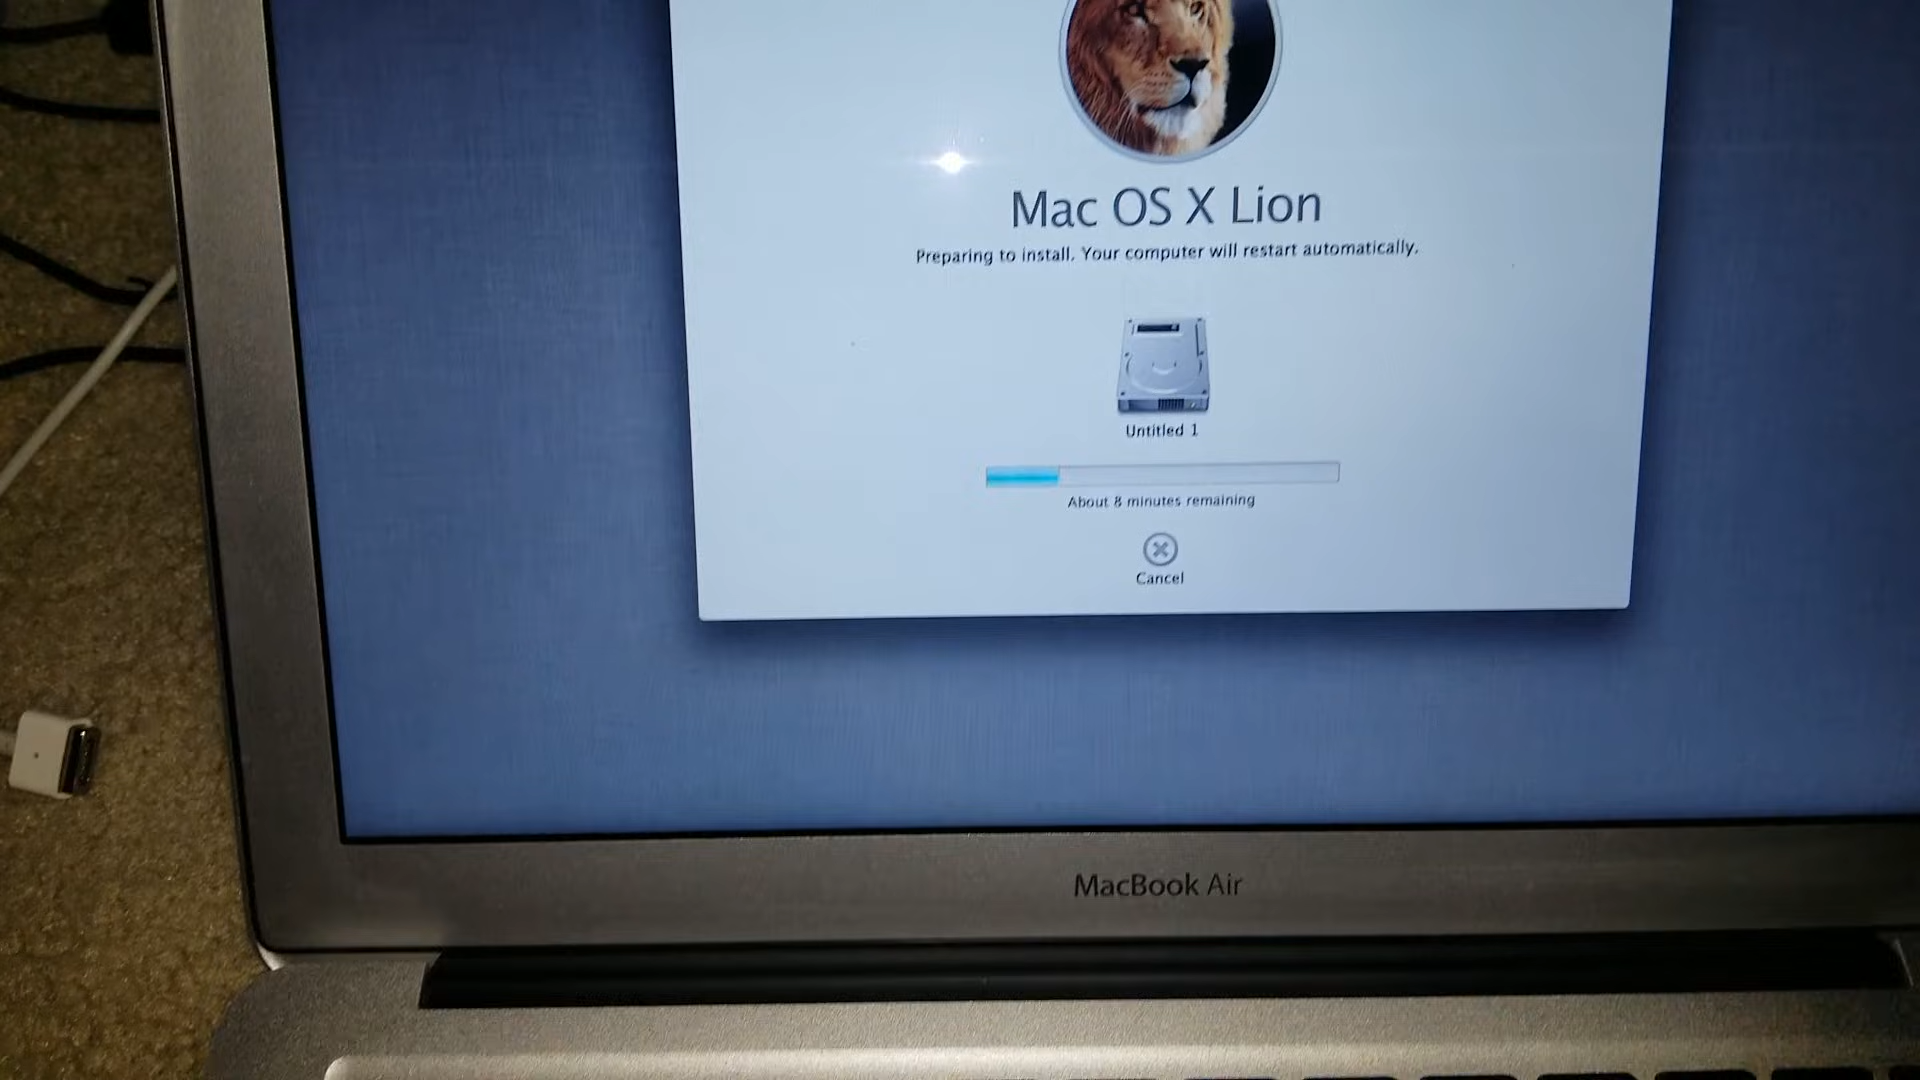 Mac OS X Lion
Preparing to install. Your computer will restart automatically.
Untitled 1
About 8 minutes remaining
Cancel
MacBook Air